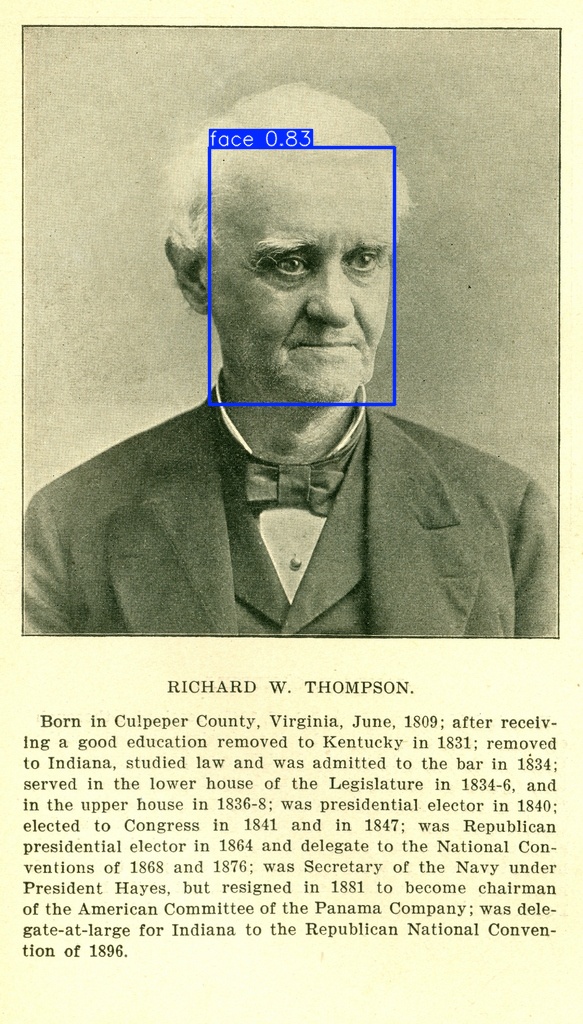 face 0.83
RICHARD W. THOMPSON.
Born in Culpeper County, Virginia, June, 1809; after receiv-
ing a good education removed to Kentucky in 1831; removed
to Indiana, studied law and was admitted to the bar in 1834;
served in the lower house of the Legislature in 1834-6, and
in the upper house in 1836-8; was presidential elector in 1840;
elected to Congress in 1841 and in 1847; was Republican
presidential elector in 1864 and delegate to the National Con-
ventions of 1868 and 1876; was Secretary of the Navy under
President Hayes, but resigned in 1881 to become chairman
of the American Committee of the Panama Company; was dele-
gate-at-large for Indiana to the Republican National Conven-
tion of 1896.